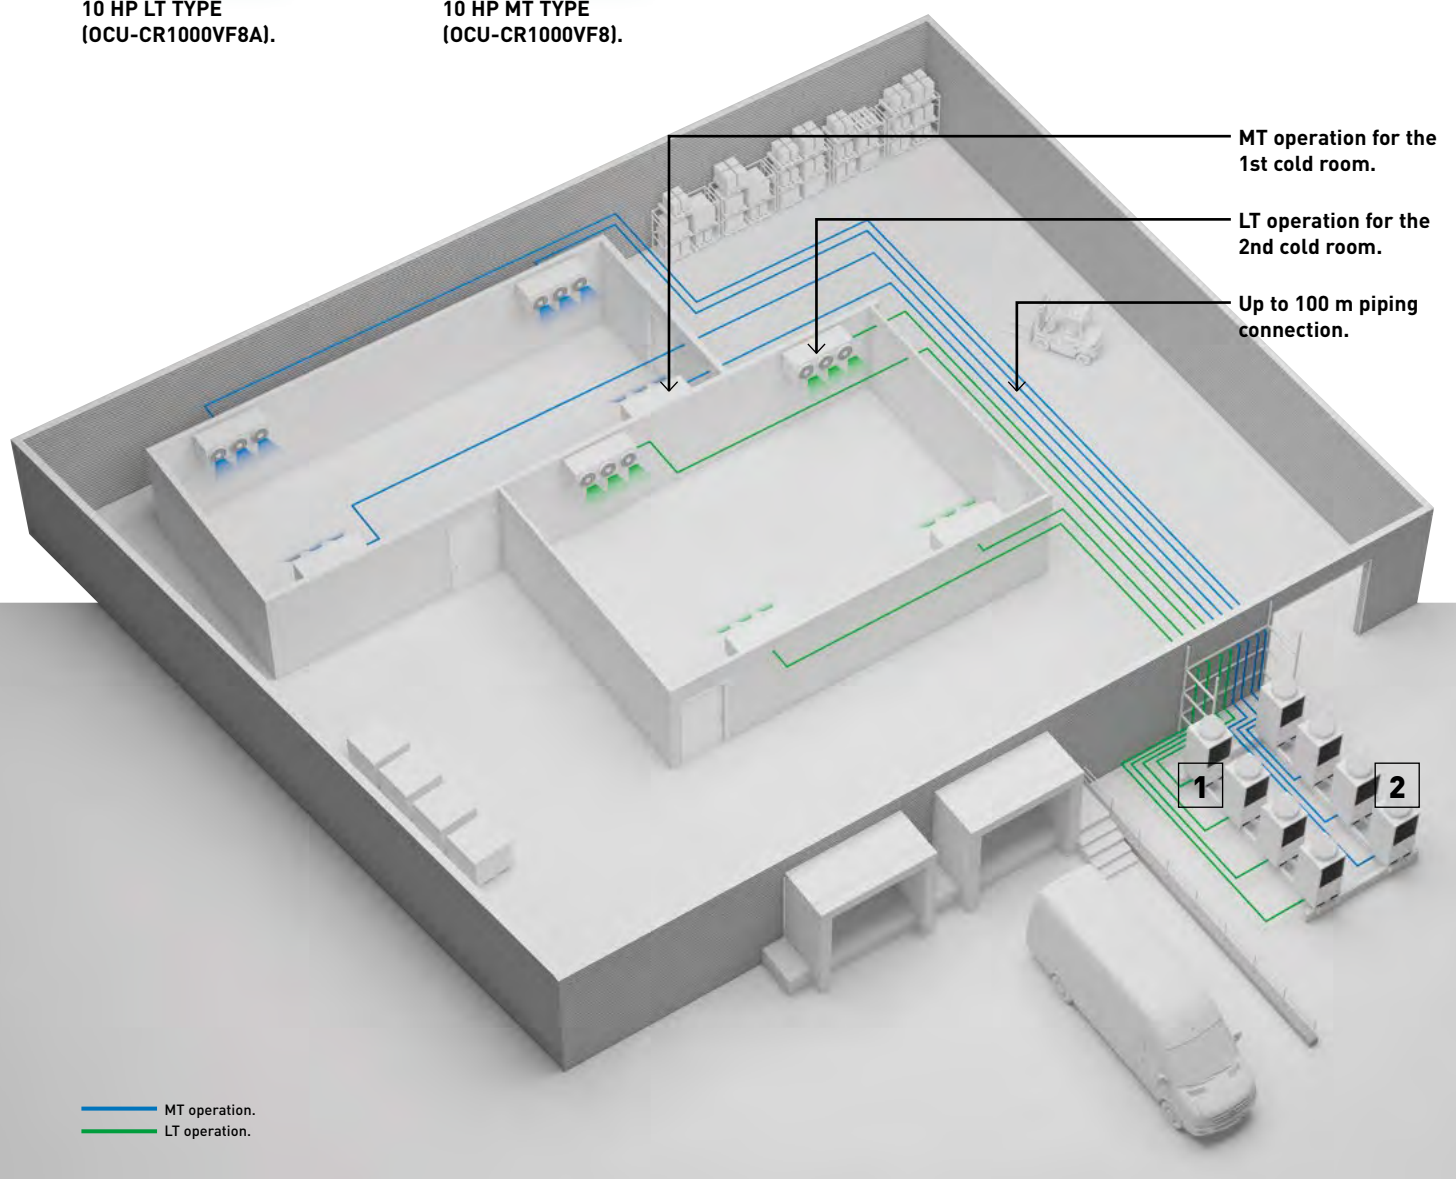 10 HP LT TYPE
(OCU-CR1000VF8A).
10 HP MT TYPE
(OCU-CR1000VF8).
MT operation for the
1st cold room.
LT operation for the
2nd cold room.
Up to 100 m piping
connection.
1
2
MT operation.
LT operation.